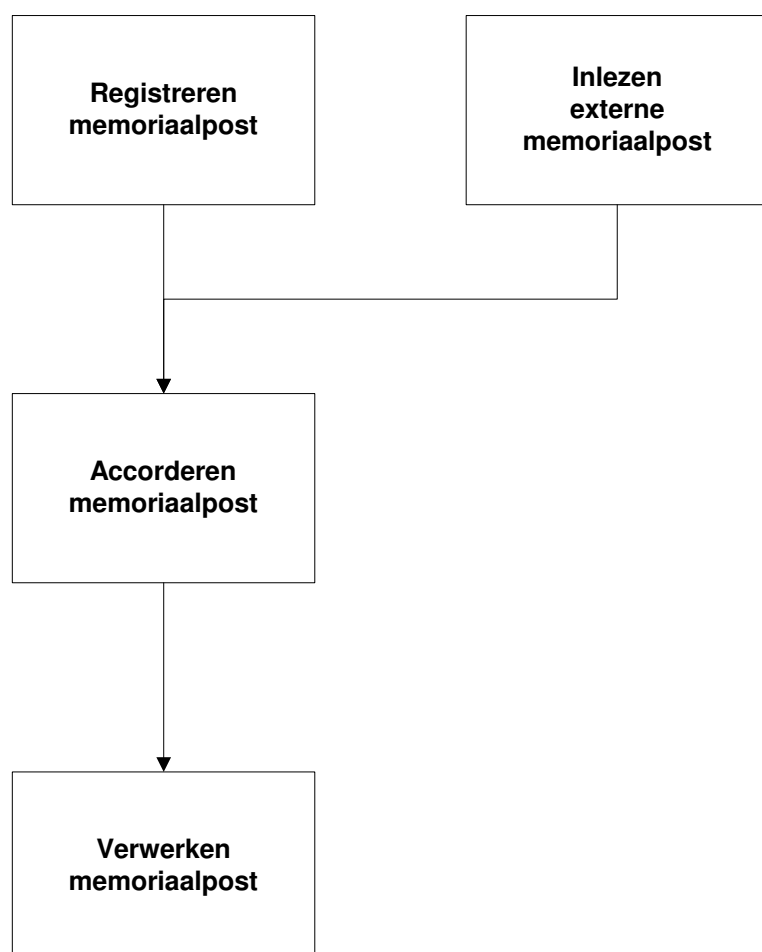 Registreren
memoriaalpost
Inlezen
externe
memoriaalpost
Accorderen
memoriaalpost
Verwerken
memoriaalpost